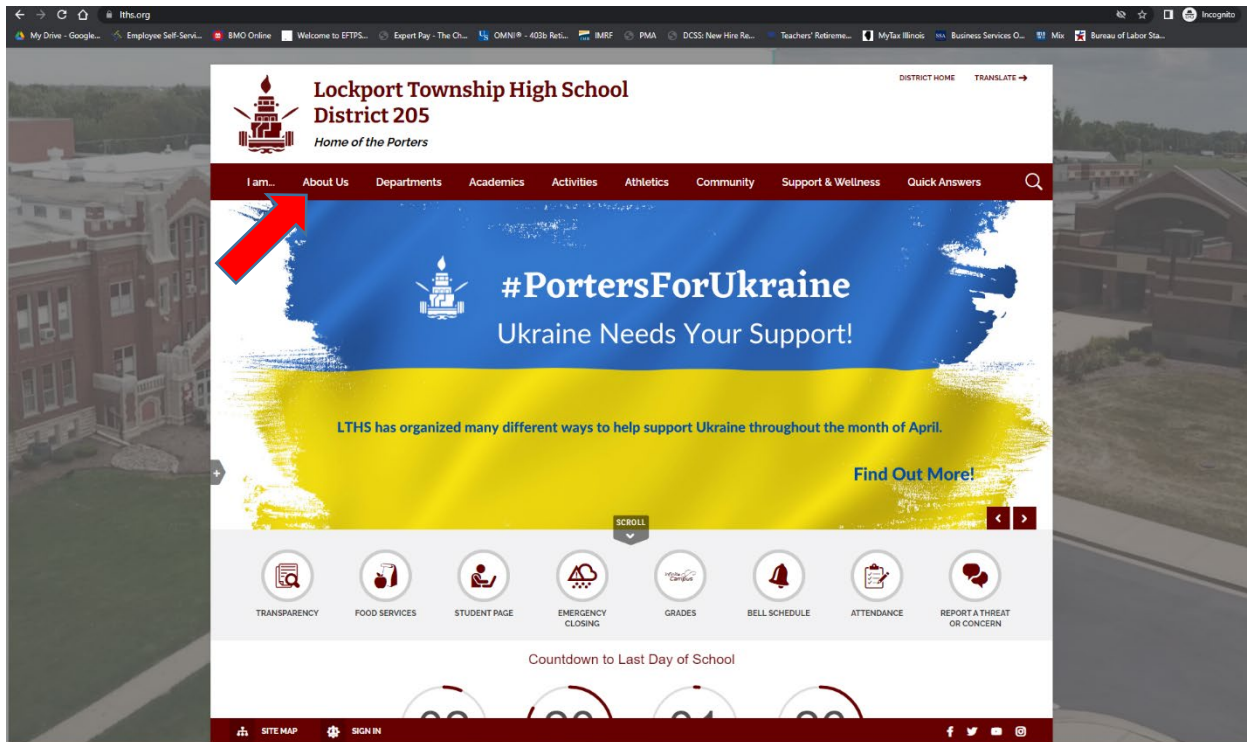 lths.org
Incognito
My Drive - Google... Employee Self-Servi... BMO Online Welcome to EFTPS... Expert Pay - The Ch... OMNI® - 403b Reti... IMRF PMA DCSS: New Hire Re... Teachers' Retireme... MyTax Illinois Business Services O... Mix Bureau of Labor Sta...
DISTRICT HOME TRANSLATE
Lockport Township High School
District 205
Home of the Porters
I am... About Us Departments Academics Activities Athletics Community Support & Wellness Quick Answers
#PortersForUkraine
Ukraine Needs Your Support!
LTHS has organized many different ways to help support Ukraine throughout the month of April.
Find Out More!
SCROLL
Infinite
Campus
TRANSPARENCY FOOD SERVICES STUDENT PAGE EMERGENCY CLOSING GRADES BELL SCHEDULE ATTENDANCE REPORT A THREAT OR CONCERN
Countdown to Last Day of School
SITE MAP SIGN IN